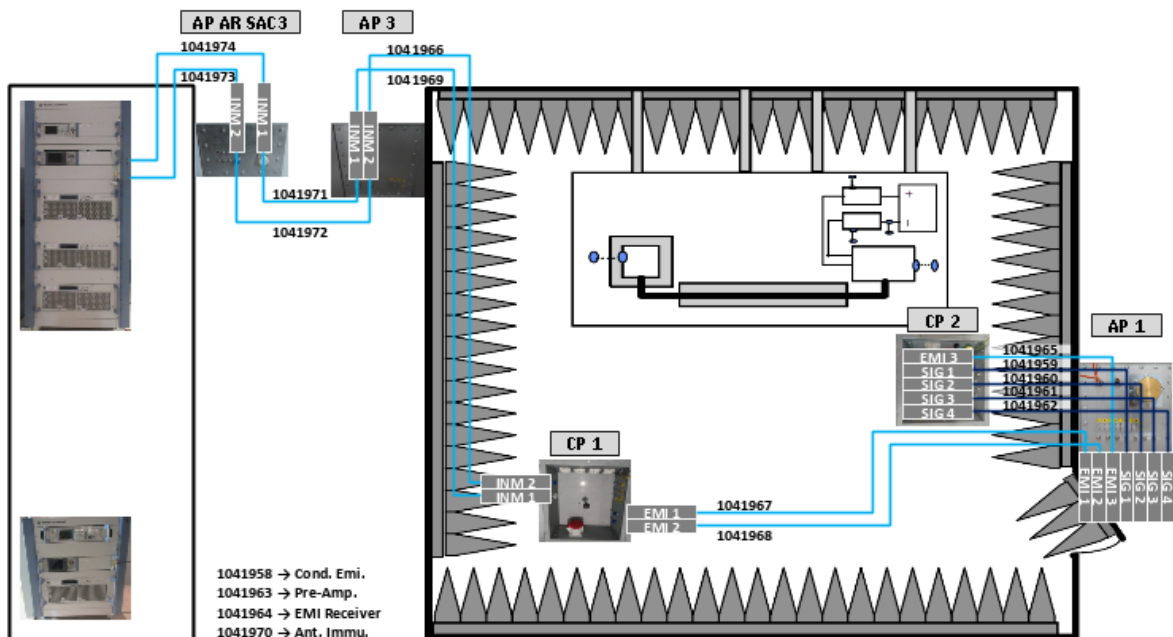 AP AR SAC3
AP 3
1041974
1041973
1041966
1041969
INM 2
INM 1
INM 1
INM 2
1041971
1041972
+
CP 2
AP 1
EMI 3
SIG 1
SIG 2
SIG 3
SIG 4
1041965
1041959
1041960
1041961
1041962
CP 1
INM 2
INM 1
EMI 1
EMI 2
1041967
1041968
EMI 1
EMI 2
EMI 3
SIG 1
SIG 2
SIG 3
SIG 4
1041958 → Cond. Emi.
1041963 → Pre-Amp.
1041964 → EMI Receiver
1041970 → Ant. Immu.